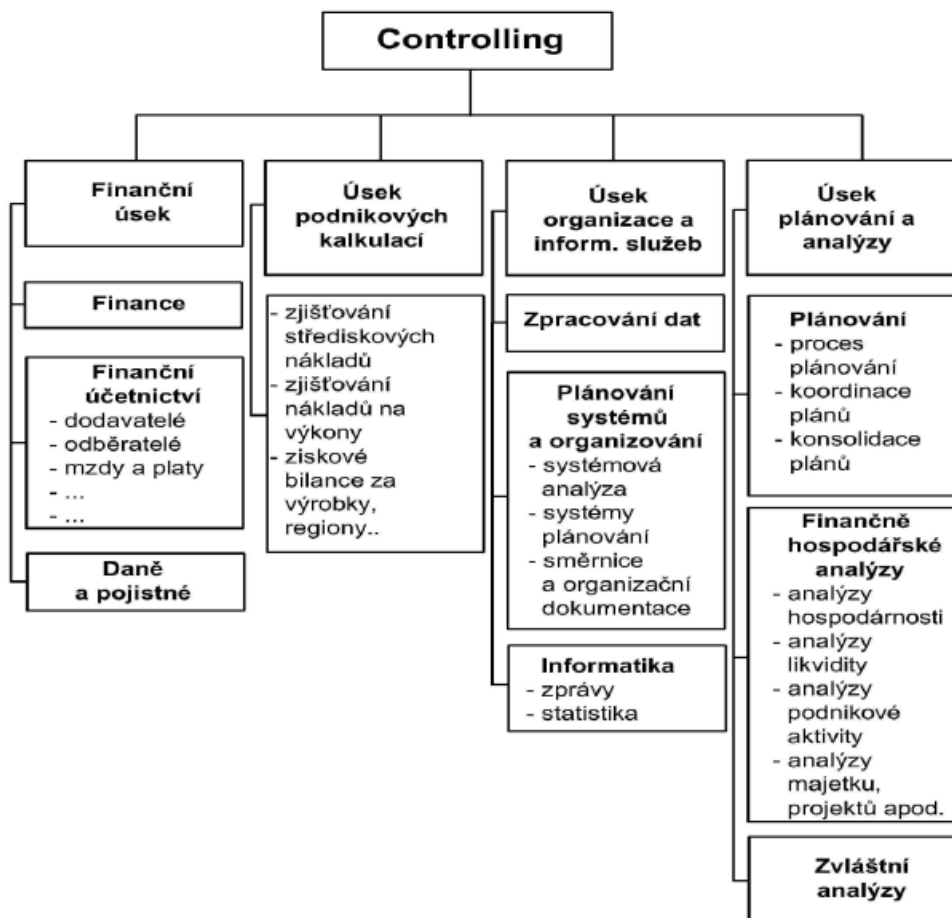 Controlling
Finanční
úsek
Finance
Finanční
účetnictví
- dodavatelé
- odběratelé
- mzdy a platy
- ...
- ...
Daně
a pojistné
Úsek
podnikových
kalkulací
- zjišťování
střediskových
nákladů
- zjišťování
nákladů na
výkony
- ziskové
bilance za
výrobky,
regiony..
Úsek
organizace a
inform. služeb
Zpracování dat
Plánování
systémů
a organizování
- systémová
analýza
- systémy
plánování
- směrnice
a organizační
dokumentace
Informatika
- zprávy
- statistika
Úsek
plánování a
analýzy
Plánování
- proces
plánování
- koordinace
plánů
- konsolidace
plánů
Finančně
hospodářské
analýzy
- analýzy
hospodárnosti
- analýzy
likvidity
- analýzy
podnikové
aktivity
- analýzy
majetku,
projektů apod.
Zvláštní
analýzy